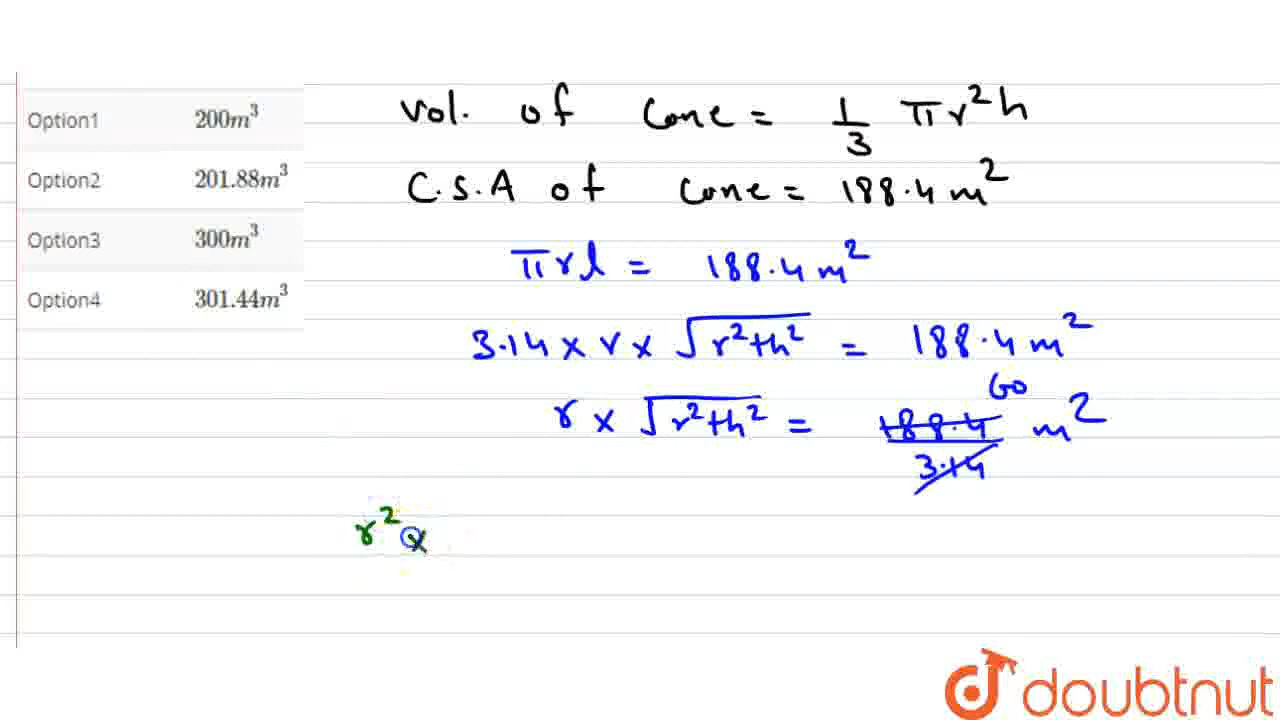 Option1 200m³
Option2 201.88m³
Option3 300m³
Option4 301.44m³
Vol. of Cone = 1/3 πr²h
C.S.A of Cone = 188.4 m²
πrl = 188.4 m²
3.14 × r × √(r²+h²) = 188.4 m²
60
r × √(r²+h²) = 188.4/3.14 m²
r² ×
doubtnut